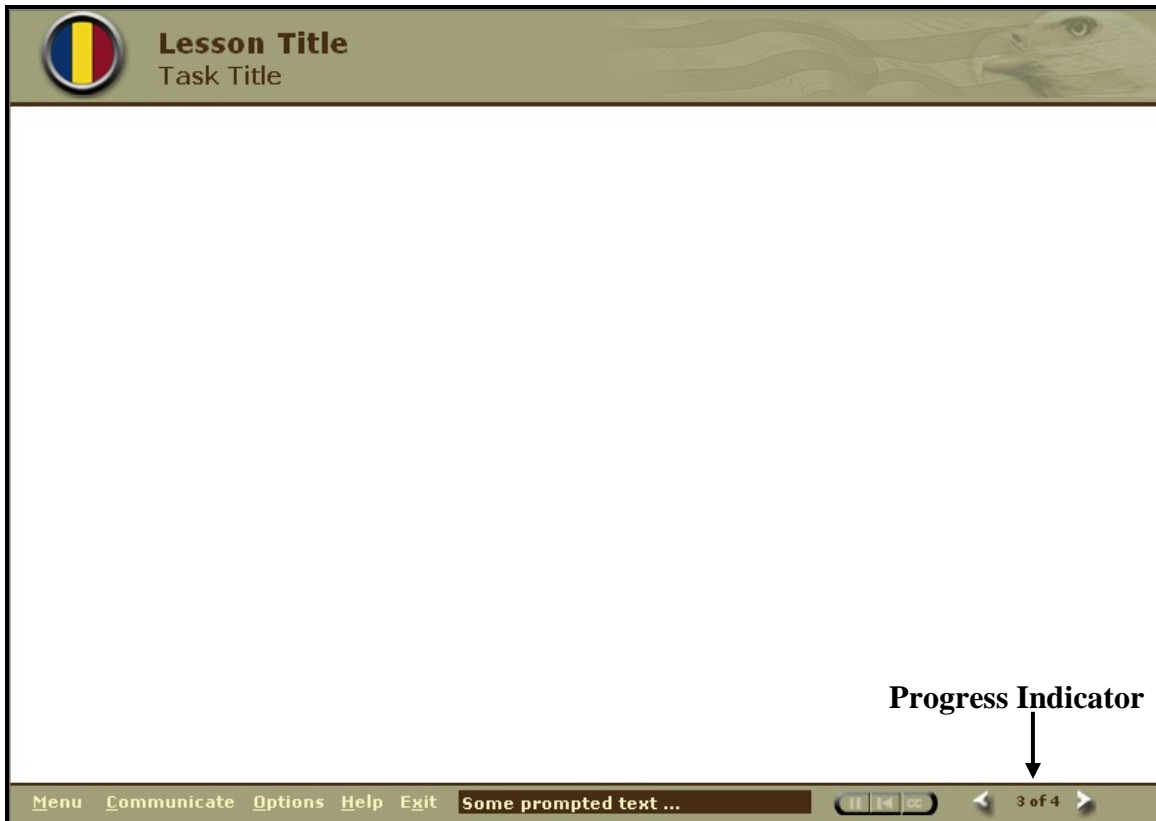 Lesson Title
Task Title
Progress Indicator
Menu Communicate Options Help Exit Some prompted text ... CC 3 of 4